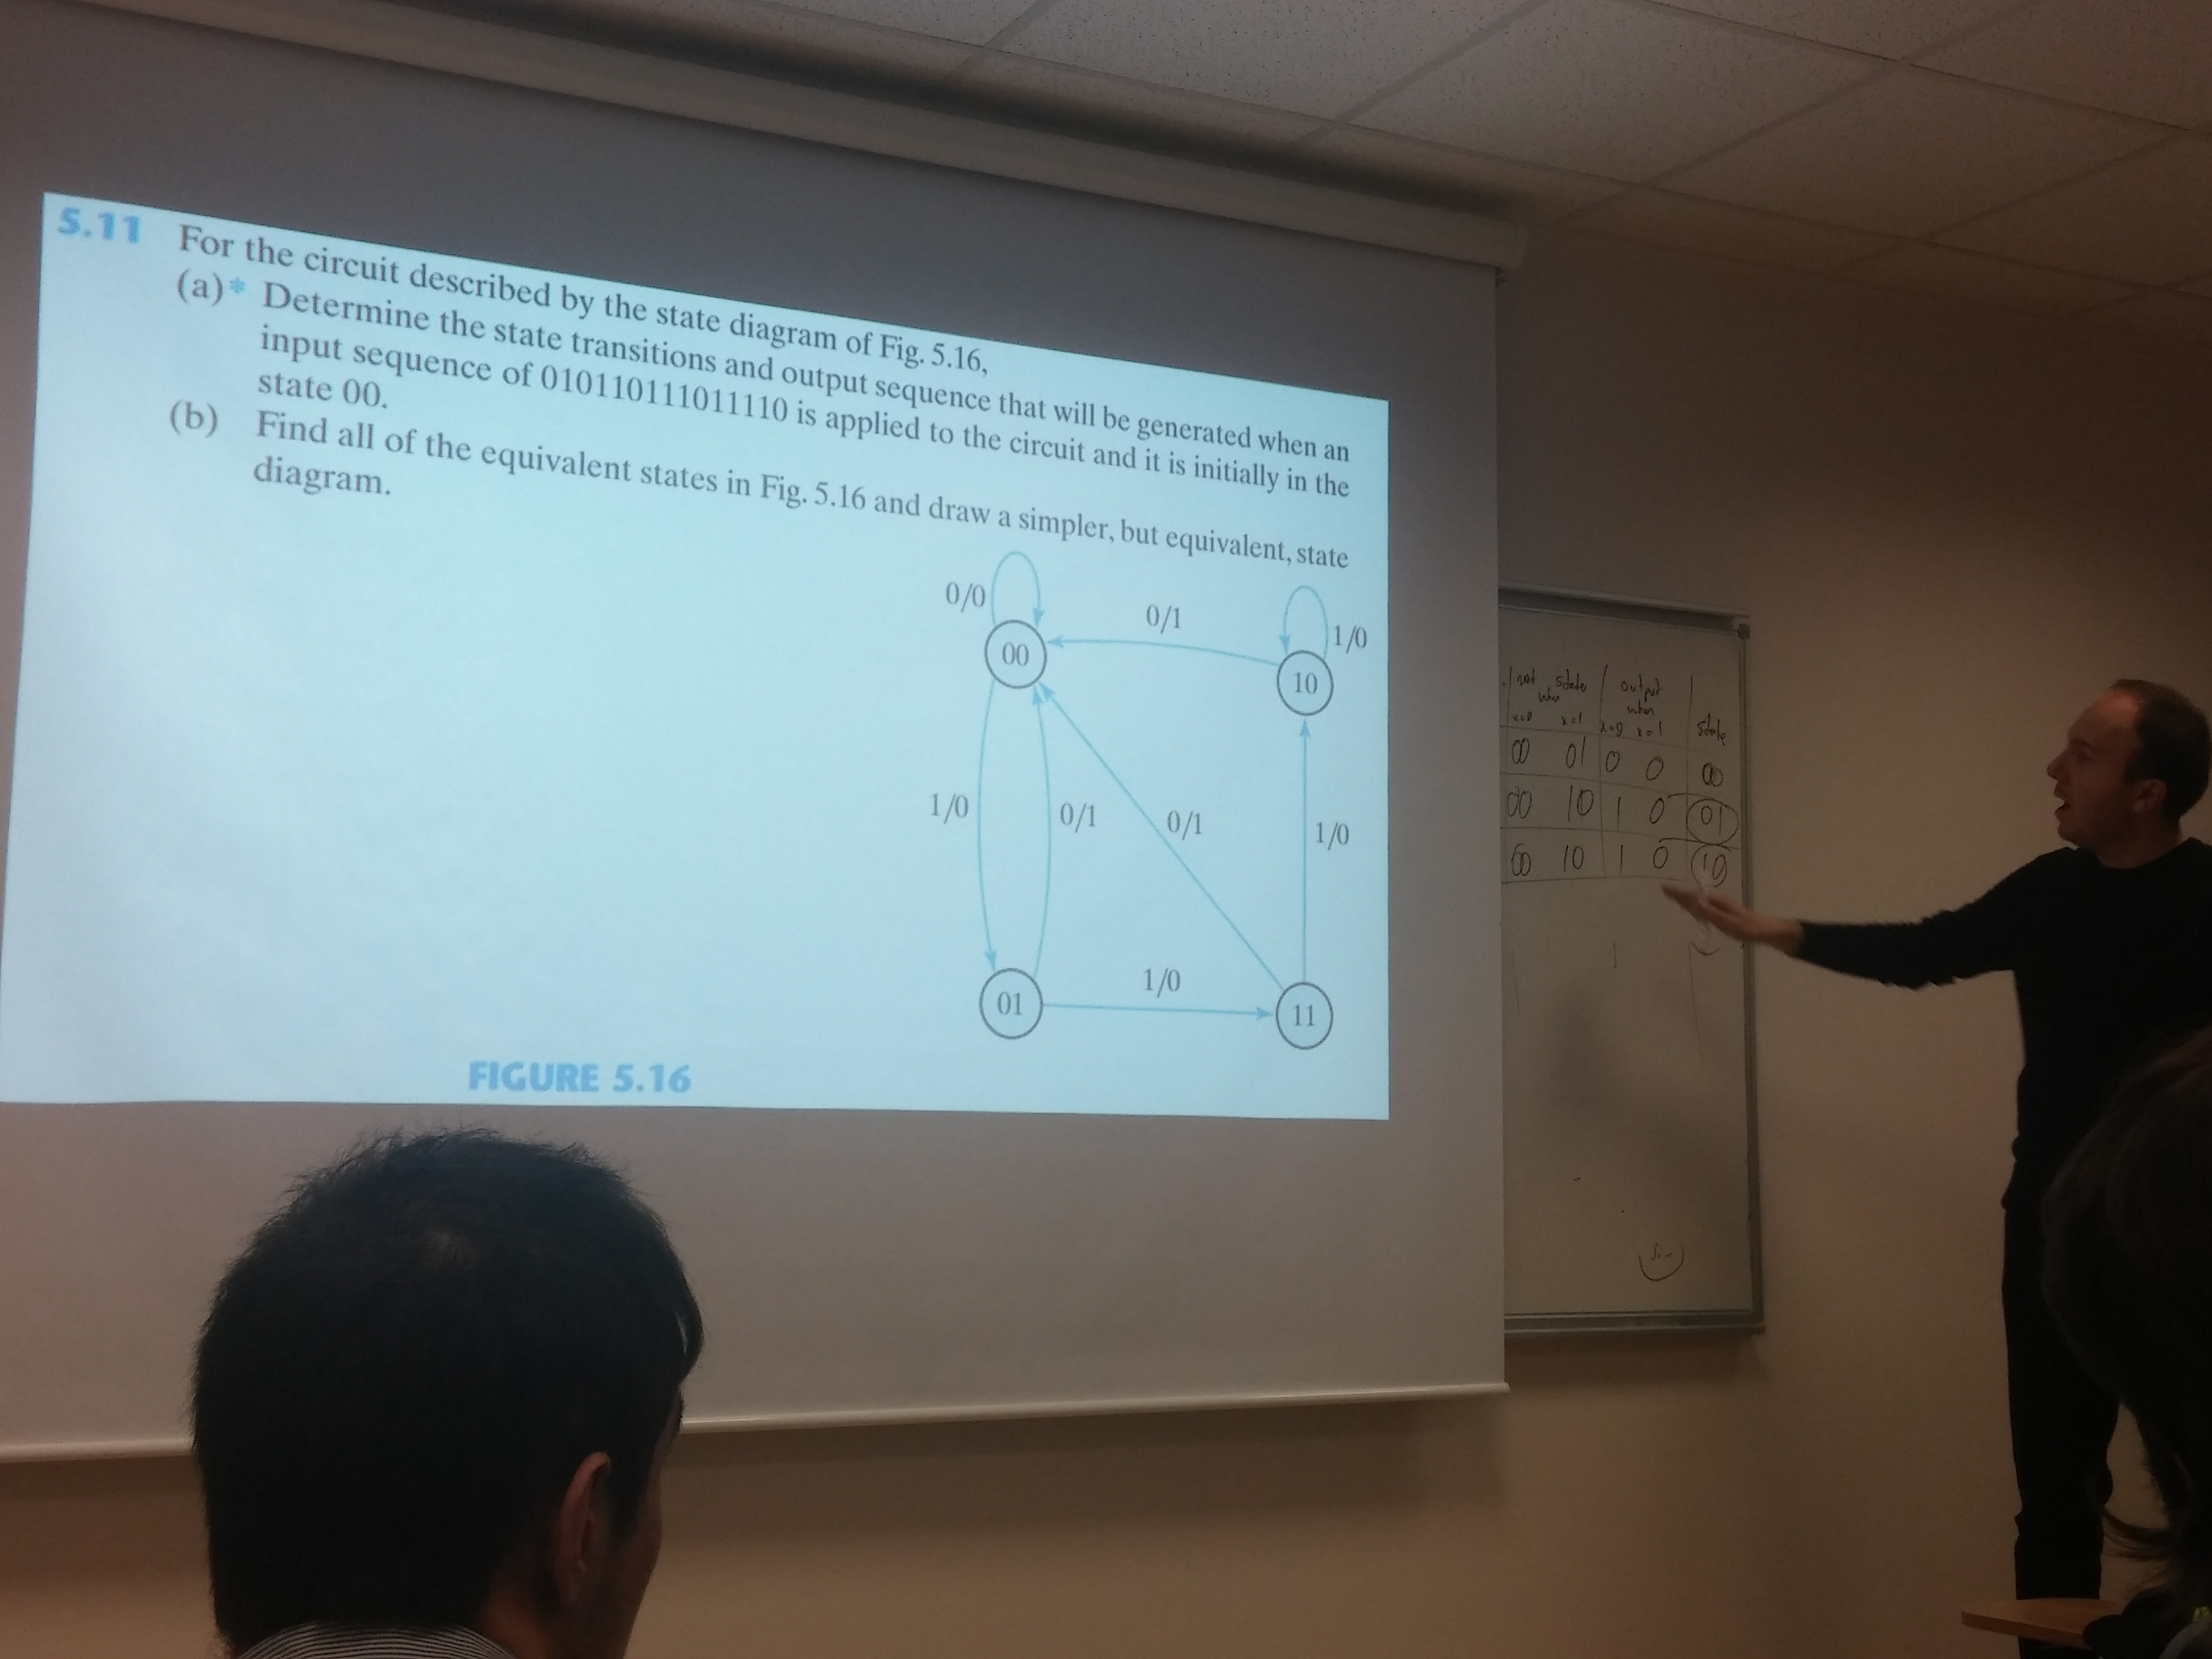 5.11 For the circuit described by the state diagram of Fig. 5.16,
(a)* Determine the state transitions and output sequence that will be generated when an
input sequence of 010110111011110 is applied to the circuit and it is initially in the
state 00.
(b) Find all of the equivalent states in Fig. 5.16 and draw a simpler, but equivalent, state
diagram.
0/0
0/1
1/0
00
10
1/0
0/1
0/1
1/0
1/0
01
11
FIGURE 5.16
state output
when when
x=0 x=1 x=0 x=1 state
00 01 0 0 00
00 10 1 0 01
00 10 1 0 10